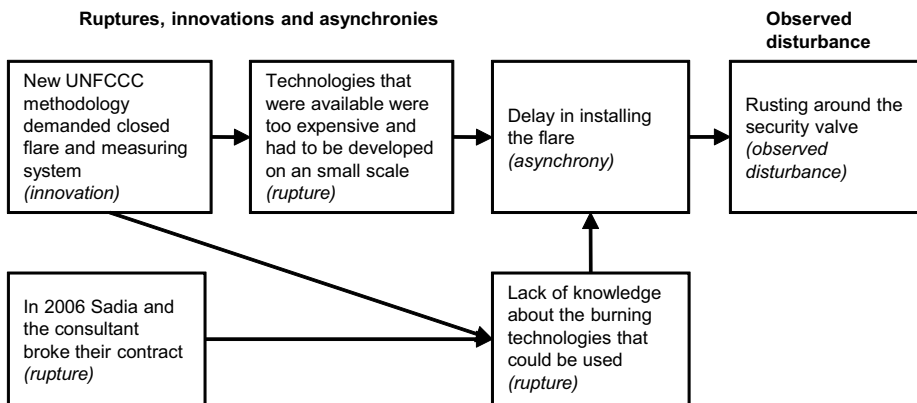 Ruptures, innovations and asynchronies
Observed
disturbance
New UNFCCC
methodology
demanded closed
flare and measuring
system
(innovation)
Technologies that
were available were
too expensive and
had to be developed
on an small scale
(rupture)
Delay in installing
the flare
(asynchrony)
Rusting around the
security valve
(observed
disturbance)
In 2006 Sadia and
the consultant
broke their contract
(rupture)
Lack of knowledge
about the burning
technologies that
could be used
(rupture)